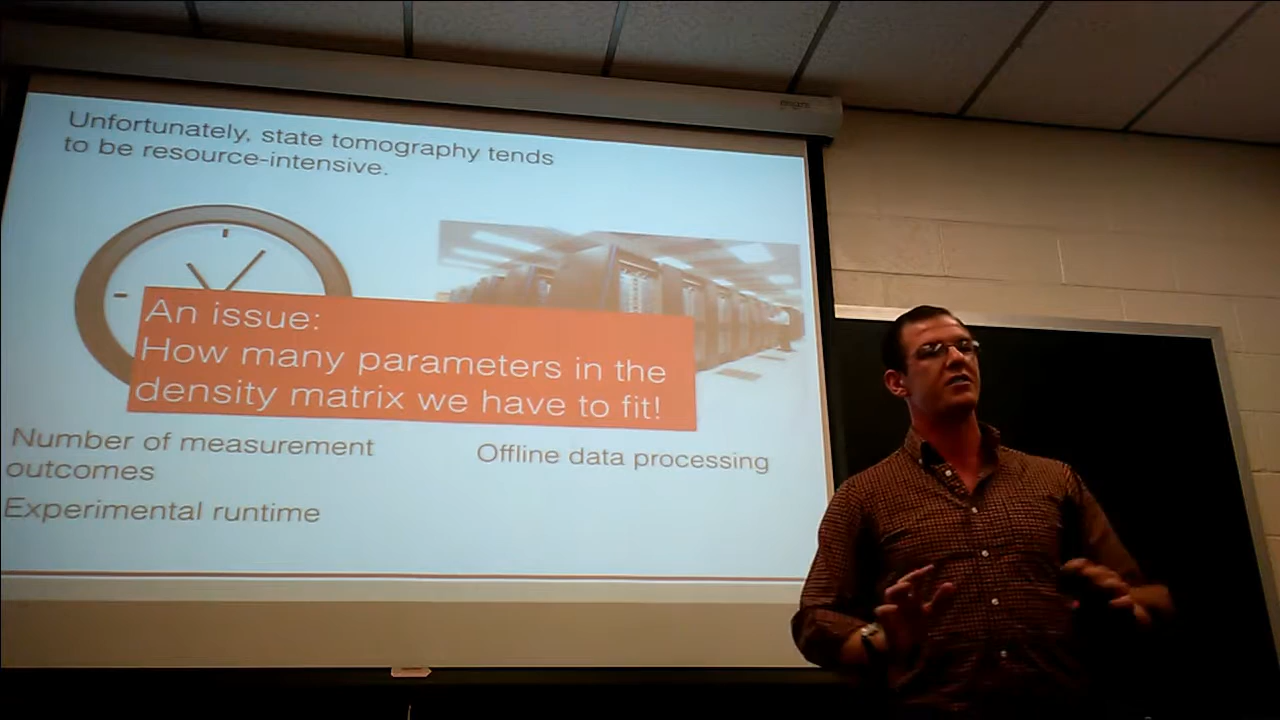 Unfortunately, state tomography tends
to be resource-intensive.
An issue:
How many parameters in the
density matrix we have to fit!
Number of measurement
outcomes
Experimental runtime
Offline data processing